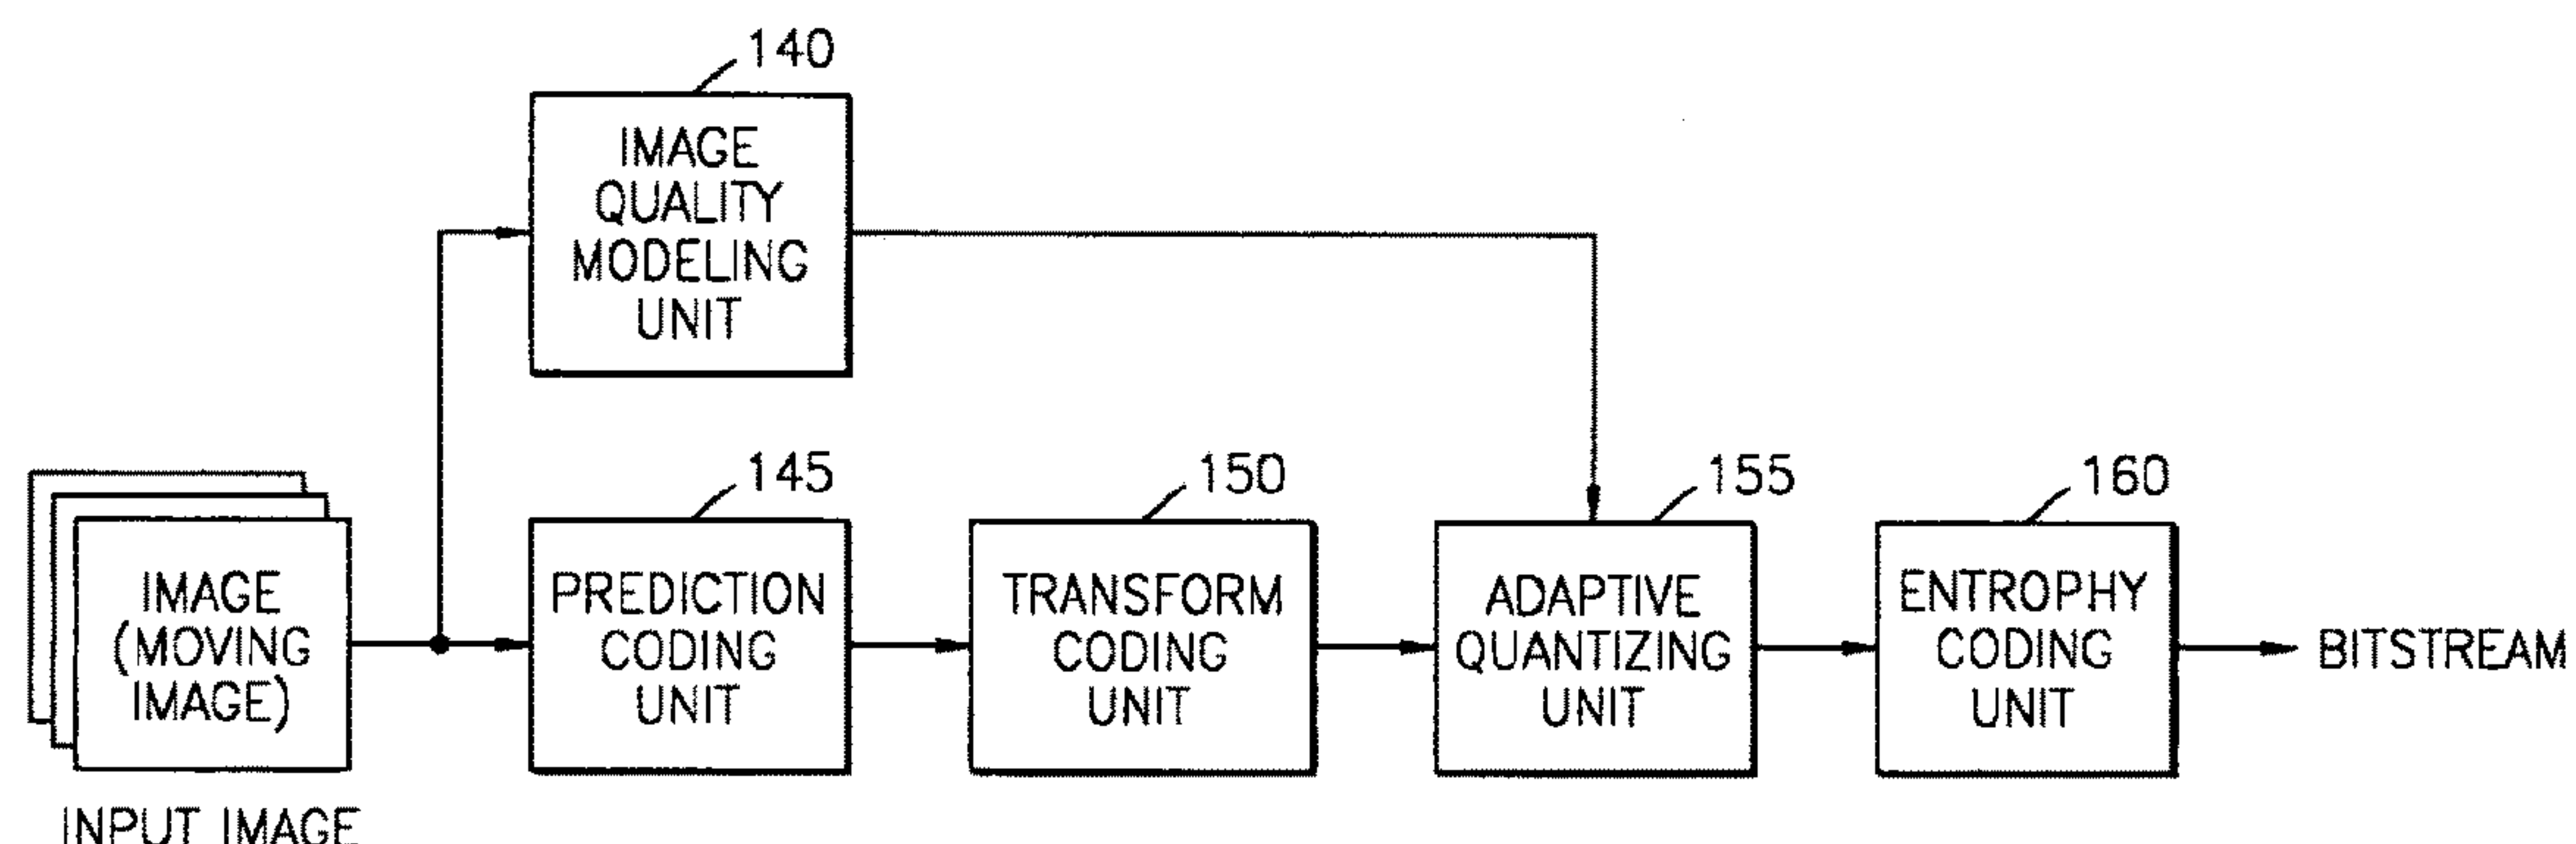 140
IMAGE
QUALITY
MODELING
UNIT
145
150
155
160
IMAGE
(MOVING
IMAGE)
PREDICTION
CODING
UNIT
TRANSFORM
CODING
UNIT
ADAPTIVE
QUANTIZING
UNIT
ENTROPHY
CODING
UNIT
BITSTREAM
INPUT IMAGE